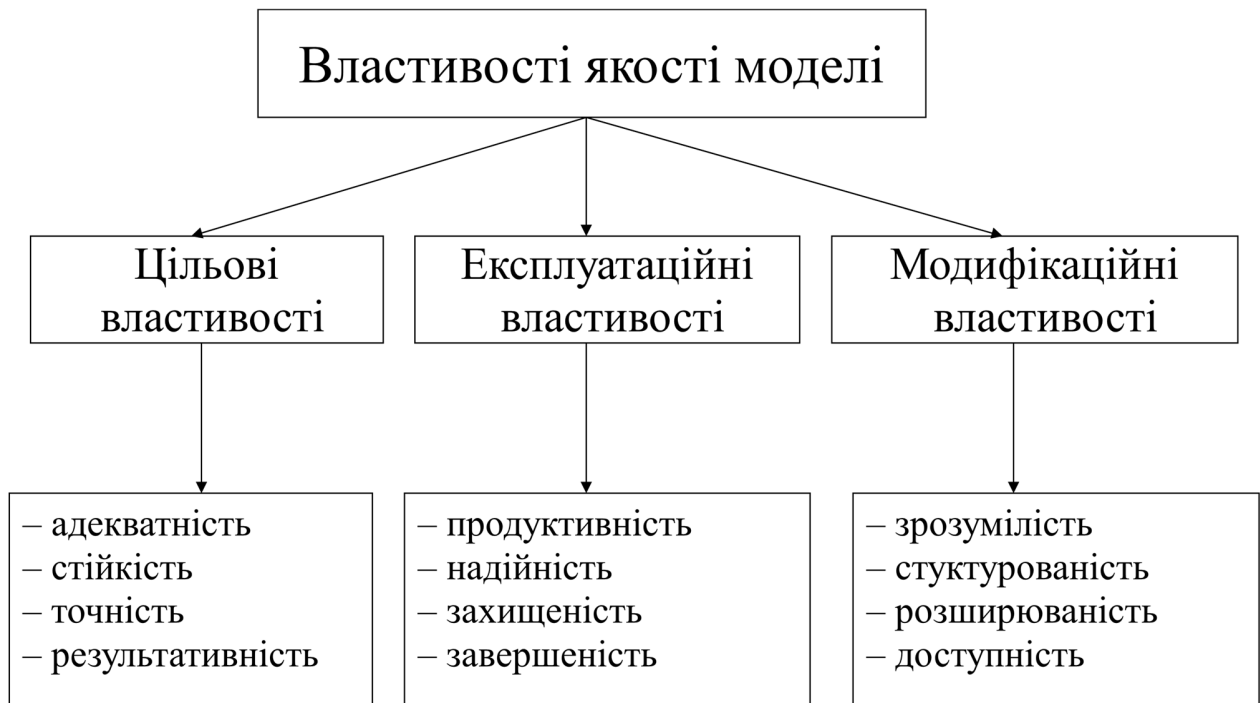 Властивості якості моделі
Цільові
властивості
Експлуатаційні
властивості
Модифікаційні
властивості
– адекватність
– стійкість
– точність
– результативність
– продуктивність
– надійність
– захищеність
– завершеність
– зрозумілість
– стуктурованість
– розширюваність
– доступність